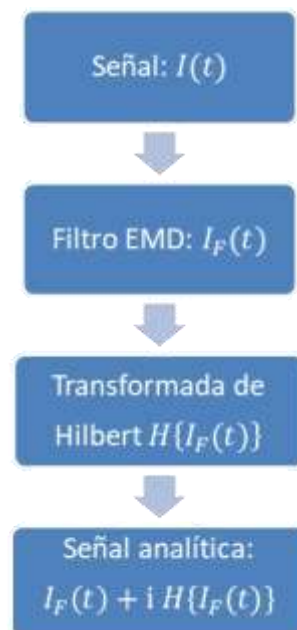 Señal: I(t)
Filtro EMD: I_F(t)
Transformada de
Hilbert H{I_F(t)}
Señal analítica:
I_F(t) + i H{I_F(t)}